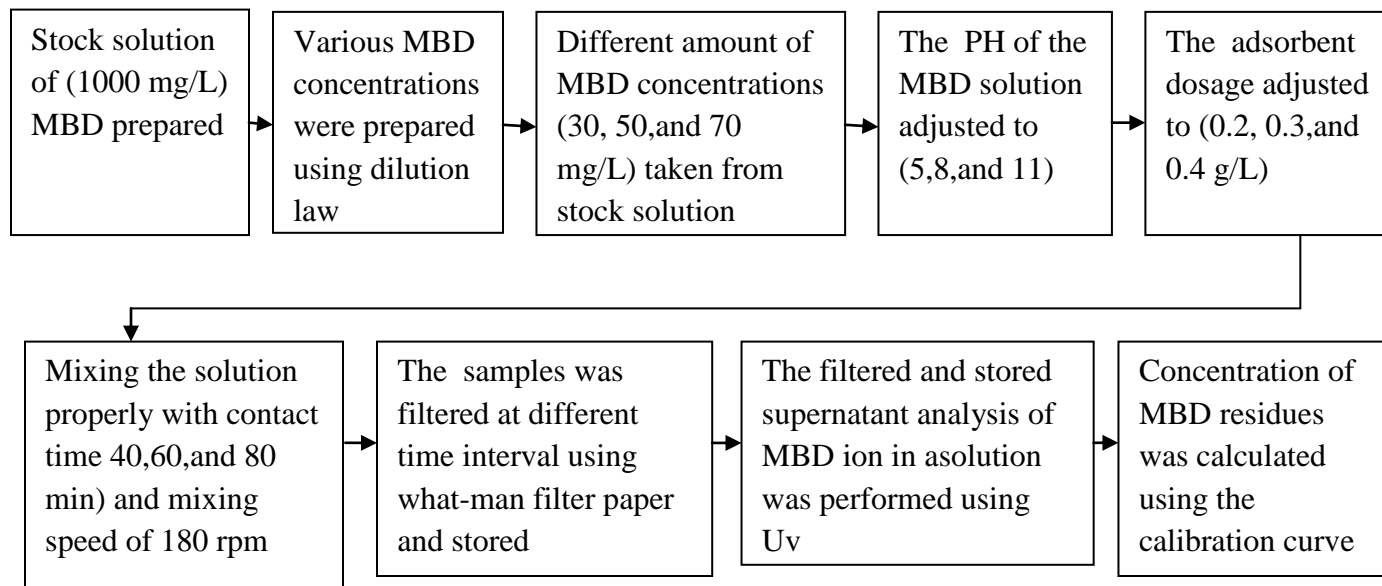 Stock solution
of (1000 mg/L)
MBD prepared
Various MBD
concentrations
were prepared
using dilution
law
Different amount of
MBD concentrations
(30, 50,and 70
mg/L) taken from
stock solution
The PH of the
MBD solution
adjusted to
(5,8,and 11)
The adsorbent
dosage adjusted
to (0.2, 0.3,and
0.4 g/L)
Mixing the solution
properly with contact
time 40,60,and 80
min) and mixing
speed of 180 rpm
The samples was
filtered at different
time interval using
what-man filter paper
and stored
The filtered and stored
supernatant analysis of
MBD ion in asolution
was performed using
Uv
Concentration of
MBD residues
was calculated
using the
calibration curve